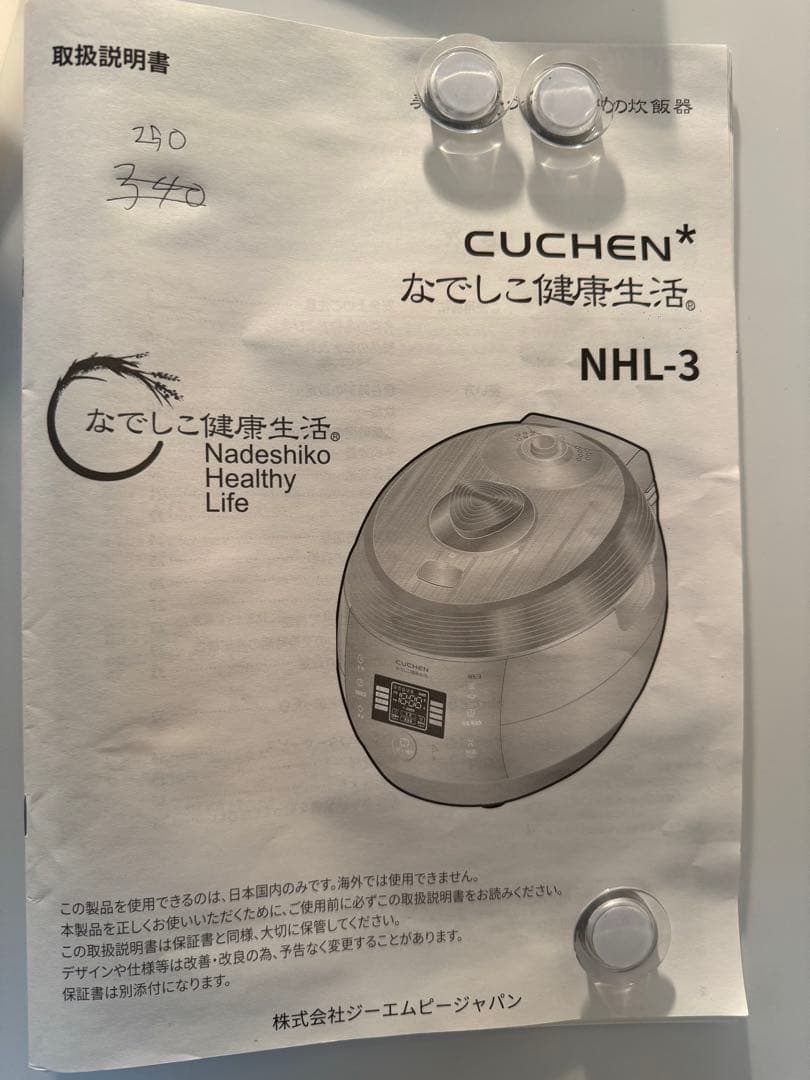 取扱説明書
の炊飯器
250
340
CUCHEN*
なでしこ健康生活®
NHL-3
なでしこ健康生活®
Nadeshiko
Healthy
Life
CUCHEN
この製品を使用できるのは、日本国内のみです。海外では使用できません。
本製品を正しくお使いいただくために、ご使用前に必ずこの取扱説明書をお読みください。
この取扱説明書は保証書と同様、大切に保管してください。
デザインや仕様等は改善・改良の為、予告なく変更することがあります。
保証書は別添付になります。
株式会社ジーエムピージャパン